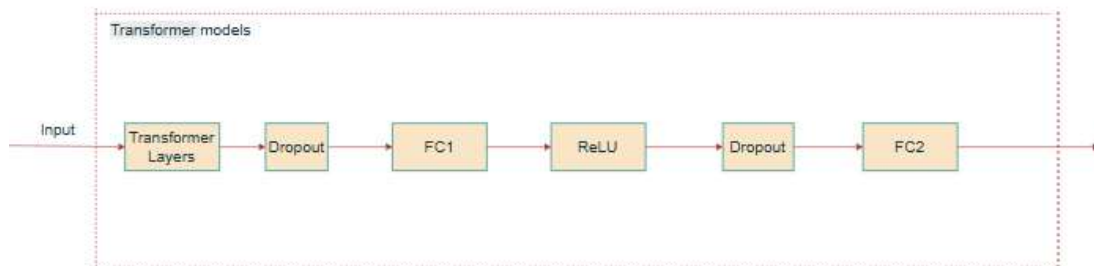 Transformer models
Input
Transformer
Layers
Dropout
FC1
ReLU
Dropout
FC2